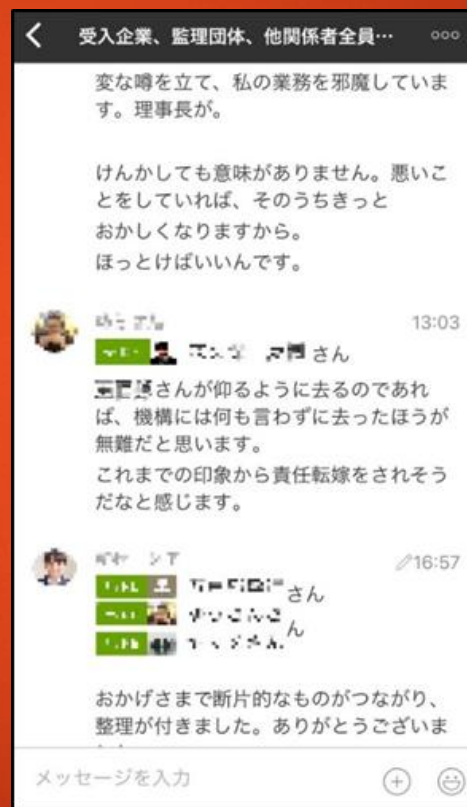 受入企業、監理団体、他関係者全員…
変な噂を立て、私の業務を邪魔していま
す。理事長が。
けんかしても意味がありません。悪いこ
とをしていれば、そのうちきっと
おかしくなりますから。
ほっとけばいいんです。
13:03
さん
さんが仰るように去るのであれ
ば、機構には何も言わずに去ったほうが
無難だと思います。
これまでの印象から責任転嫁をされそう
だなと感じます。
16:57
さん
ん
おかげさまで断片的なものがつながり、
整理が付きました。ありがとうございま
メッセージを入力